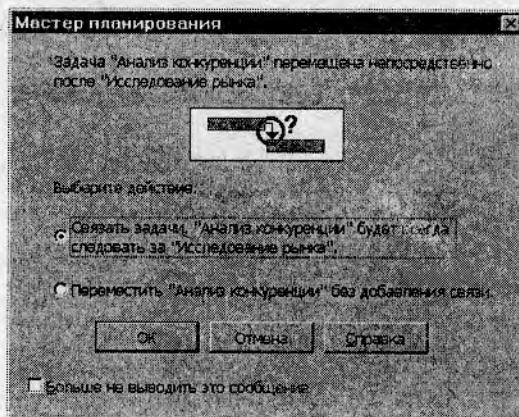 Мастер планирования
Задача "Анализ конкуренции" перемещена непосредственно
после "Исследование рынка".
?
Выберите действие:
Связать задачи, "Анализ конкуренции" будет всегда
следовать за "Исследование рынка".
Переместить "Анализ конкуренции" без добавления связи.
ОК Отмена Справка
Больше не выводить это сообщение.